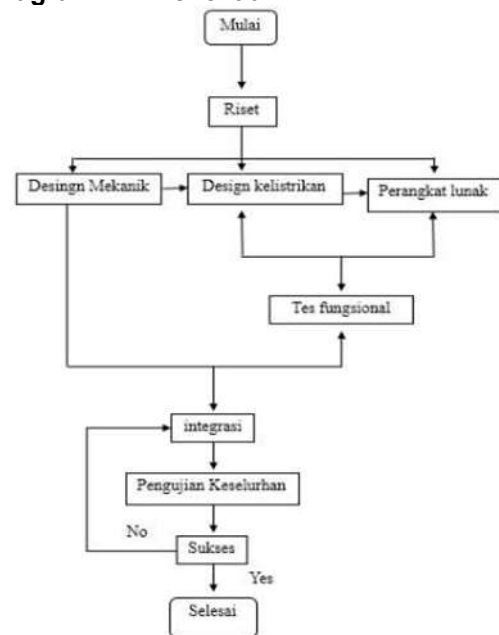 Mulai
Riset
Desingn Mekanik
Design kelistrikan
Perangkat lunak
Tes fungsional
integrasi
Pengujian Keselurhan
No
Sukses
Yes
Selesai